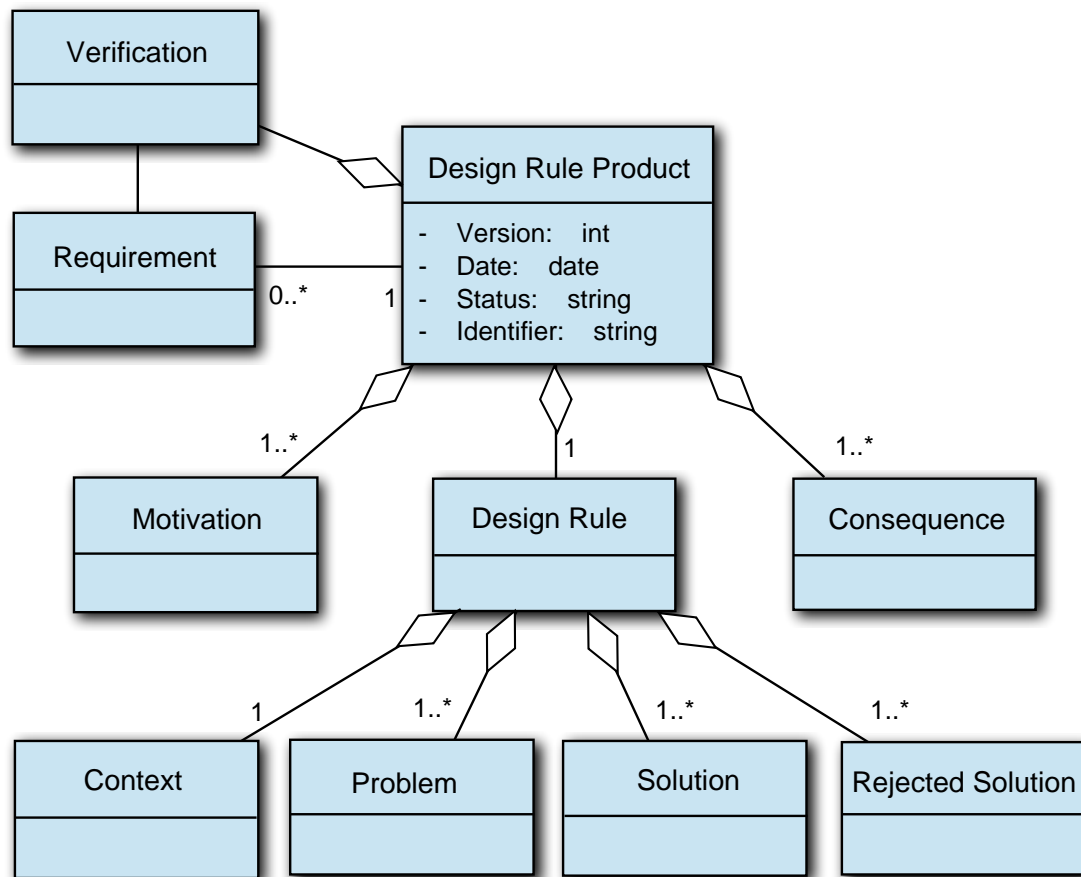 Verification
Design Rule Product
- Version: int
- Date: date
- Status: string
- Identifier: string
Requirement
0..*
1
1..*
1
1..*
Motivation
Design Rule
Consequence
1
1..*
1..*
1..*
Context
Problem
Solution
Rejected Solution